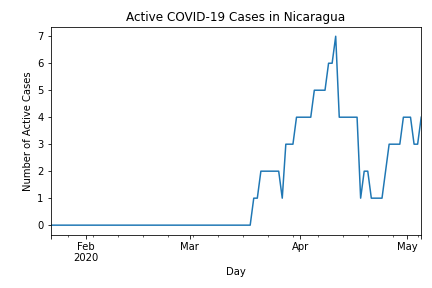 Active COVID-19 Cases in Nicaragua
7
6
5
4
3
2
1
0
Number of Active Cases
Feb
2020
Mar
Apr
May
Day